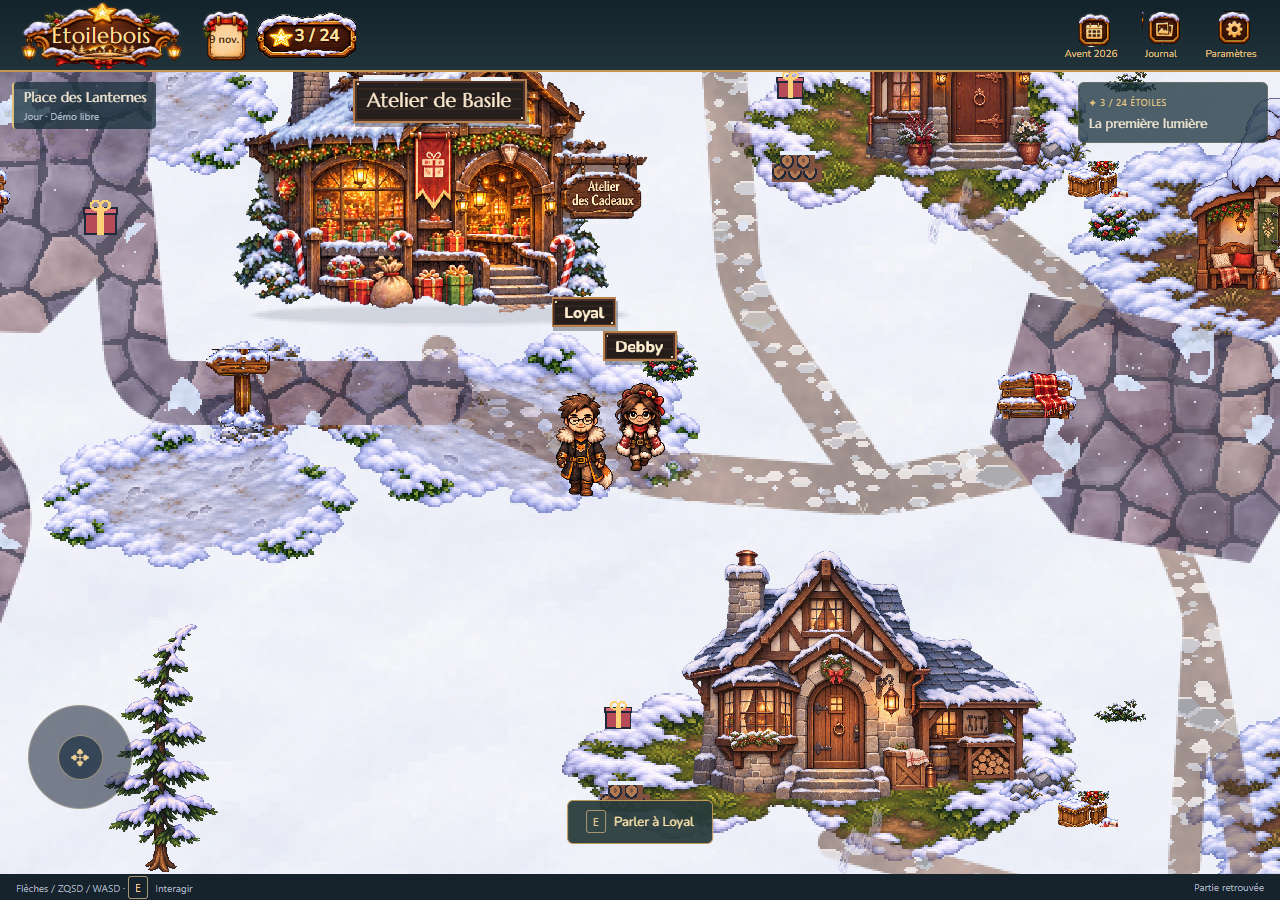 Etoilebois
9 nov.
3 / 24
Avent 2026
Journal
Paramètres
Place des Lanternes
Jour · Démo libre
Atelier de Basile
✦ 3 / 24 ÉTOILES
La première lumière
Atelier
des Cadeaux
Loyal
Debby
E Parler à Loyal
Flèches / ZQSD / WASD · E Interagir
Partie retrouvée